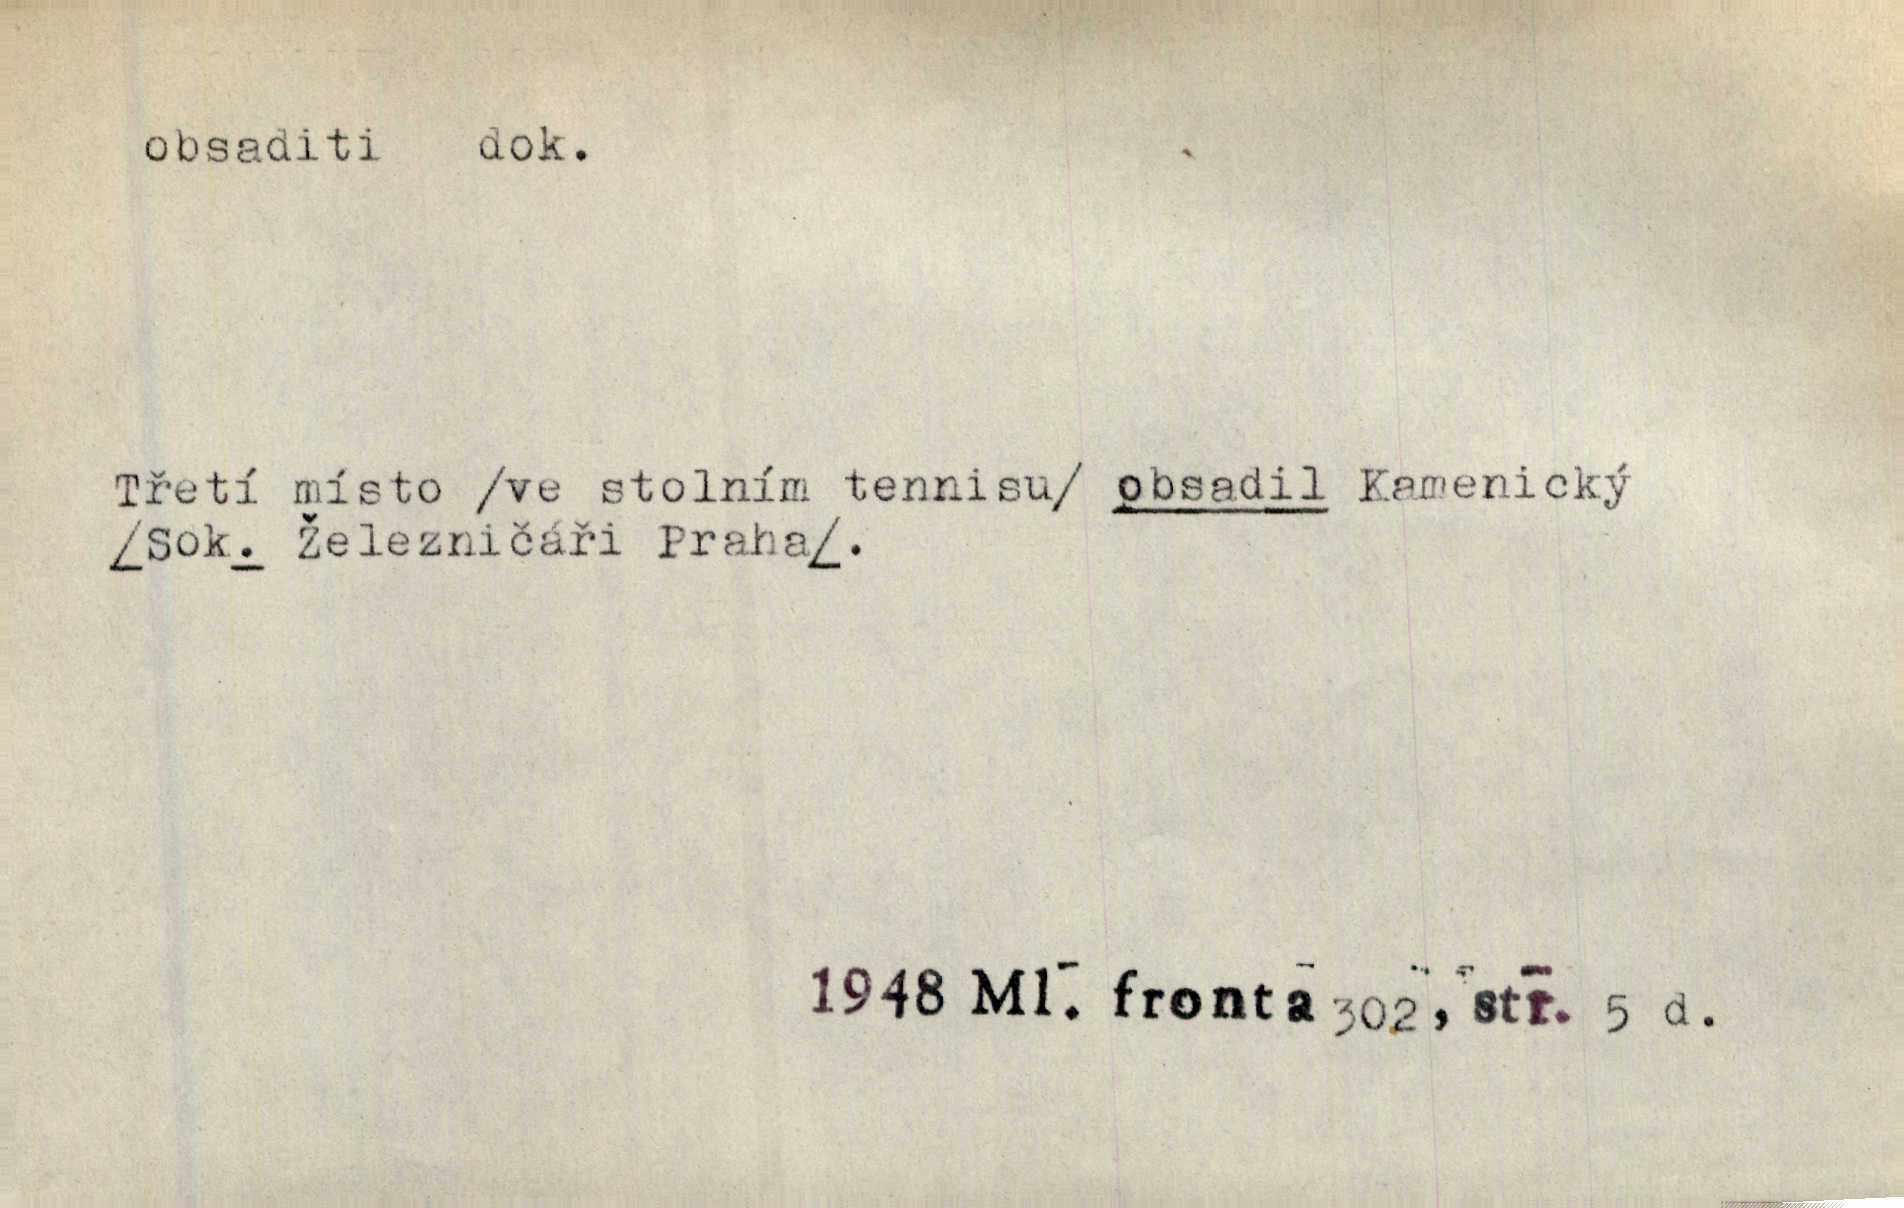 obsaditi dok.
Třetí místo /ve stolním tennisu/ obsadil Kamenický
/Sok. Železničáři Praha/.
1948 Ml. fronta 302, str. 5 d.